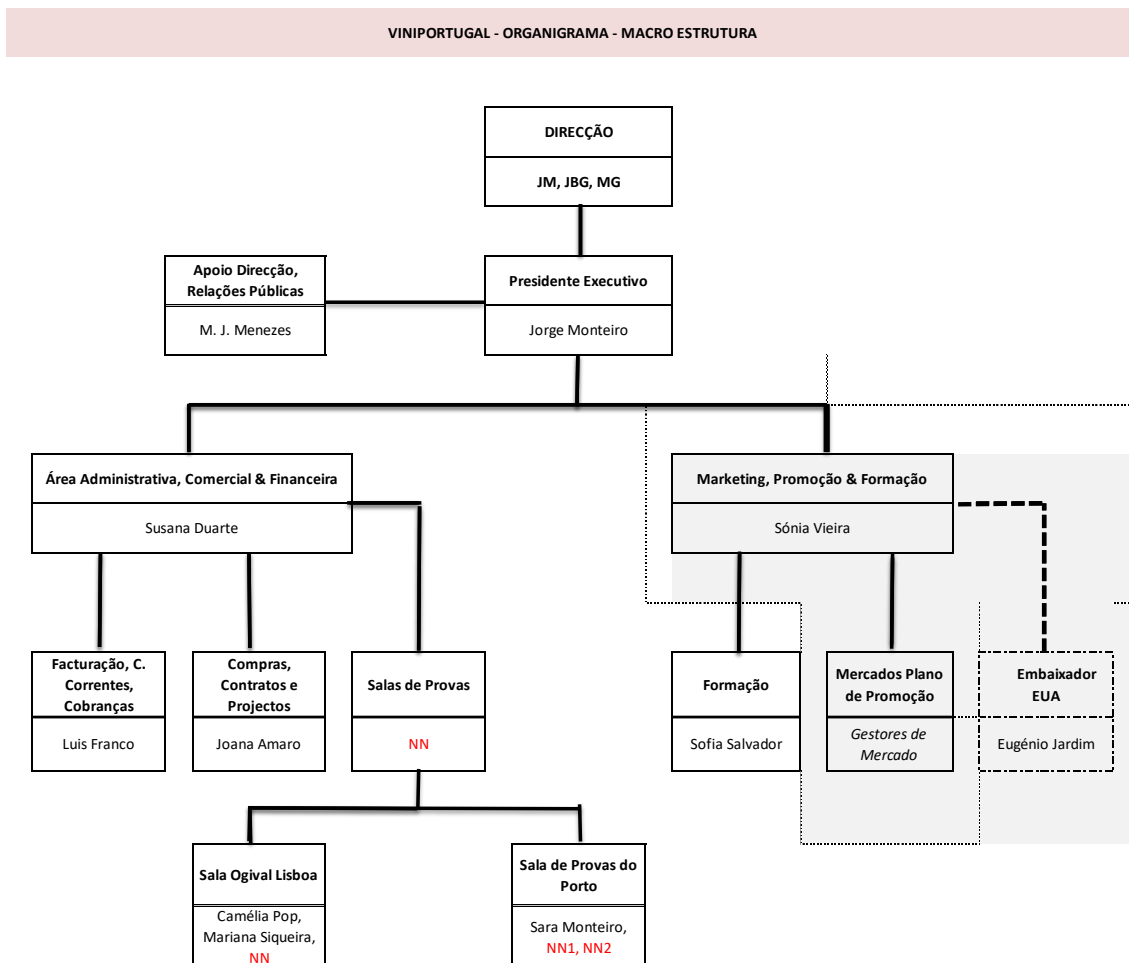 VINIPORTUGAL - ORGANIGRAMA - MACRO ESTRUTURA
DIRECÇÃO
JM, JBG, MG
Apoio Direcção,
Relações Públicas
M. J. Menezes
Presidente Executivo
Jorge Monteiro
Área Administrativa, Comercial & Financeira
Susana Duarte
Marketing, Promoção & Formação
Sónia Vieira
Facturação, C.
Correntes,
Cobranças
Luis Franco
Compras,
Contratos e
Projectos
Joana Amaro
Salas de Provas
NN
Formação
Sofia Salvador
Mercados Plano
de Promoção
Gestores de
Mercado
Embaixador
EUA
Eugénio Jardim
Sala Ogival Lisboa
Camélia Pop,
Mariana Siqueira,
NN
Sala de Provas do
Porto
Sara Monteiro,
NN1, NN2